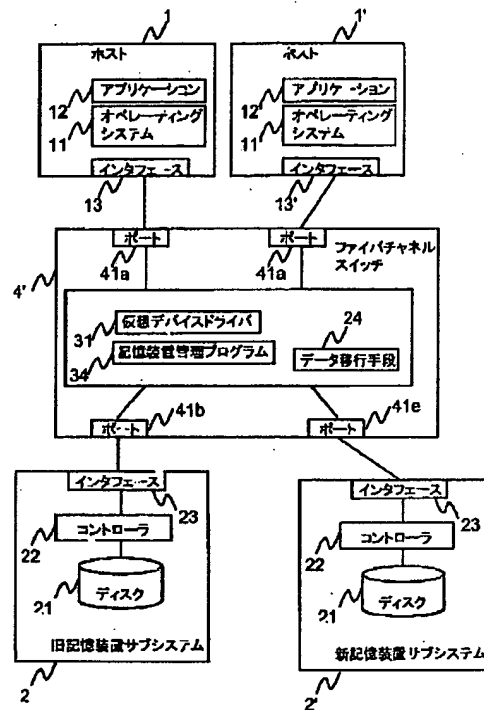 1
1'
ホスト
ホスト
12
アプリケーション
11
オペレーティング
システム
インタフェース
13
12
アプリケーション
11
オペレーティング
システム
インタフェース
13'
ポート
41a
ポート
41a
ファイバチャネル
スイッチ
4'
31
仮想デバイスドライバ
34
記憶装置管理プログラム
24
データ移行手段
ポート
41b
ポート
41e
インタフェース
23
22
コントローラ
21
ディスク
旧記憶装置サブシステム
2
インタフェース
23
22
コントローラ
21
ディスク
新記憶装置サブシステム
2'